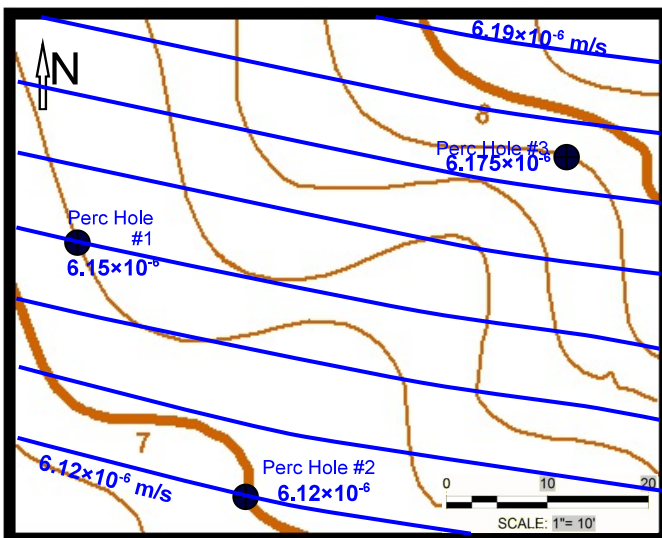 6.19×10⁻⁶ m/s
N
8
Perc Hole #3
6.175×10⁻⁶
Perc Hole
#1
6.15×10⁻⁶
7
6.12×10⁻⁶ m/s
Perc Hole #2
6.12×10⁻⁶
0 10 20
SCALE: 1"= 10'